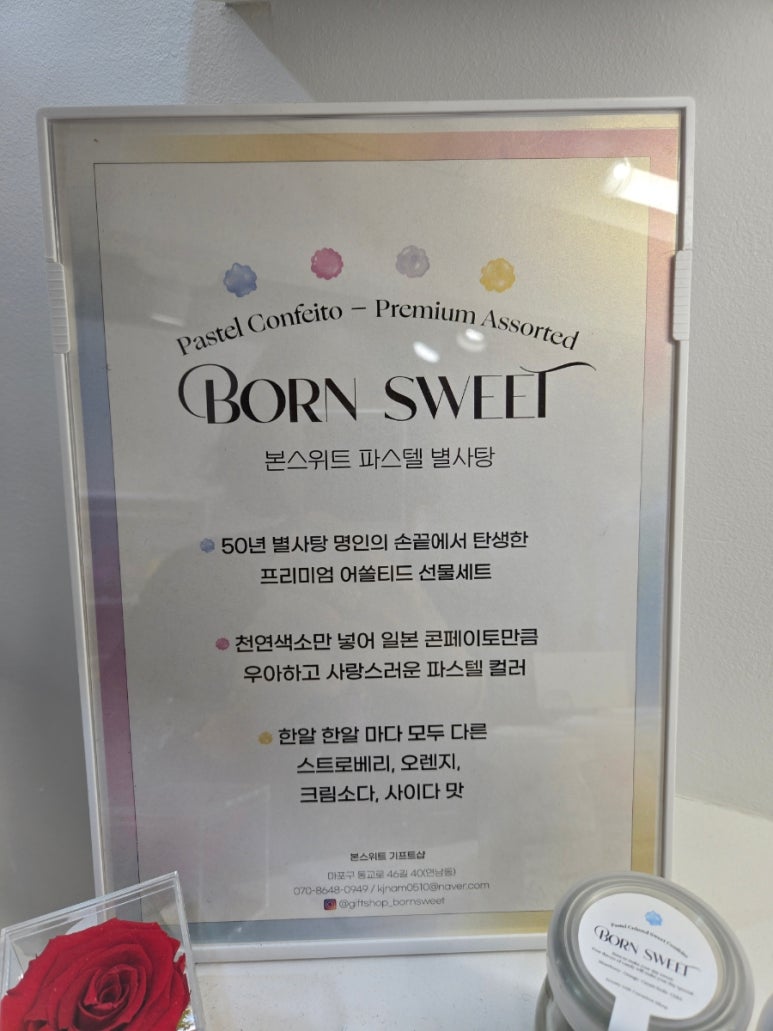 Pastel Confeito – Premium Assorted
BORN SWEET
본스위트 파스텔 별사탕
50년 별사탕 명인의 손끝에서 탄생한
프리미엄 어쏠티드 선물세트
천연색소만 넣어 일본 콘페이토만큼
우아하고 사랑스러운 파스텔 컬러
한알 한알 마다 모두 다른
스트로베리, 오렌지,
크림소다, 사이다 맛
본스위트 기프트샵
마포구 동교로 46길 40(연남동)
070-8648-0949 / kjnam0510@naver.com
@giftshop_bornsweet
Pastel Colored Sweet Confeito
BORN SWEET